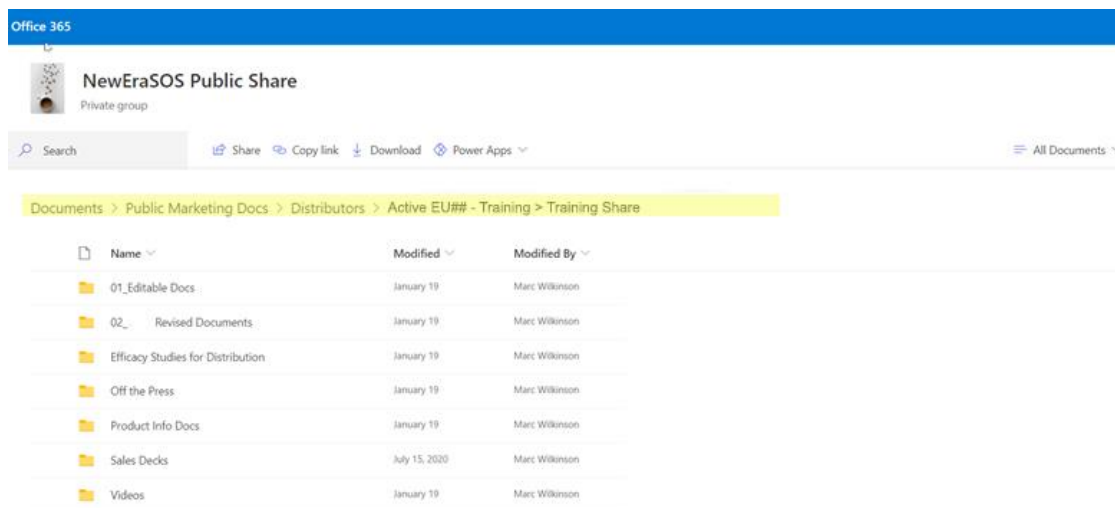 Office 365
NewEraSOS Public Share
Private group
Search Share Copy link Download Power Apps All Documents
Documents > Public Marketing Docs > Distributors > Active EU## - Training > Training Share
Name Modified Modified By
01_Editable Docs January 19 Marc Wilkinson
02_ Revised Documents January 19 Marc Wilkinson
Efficacy Studies for Distribution January 19 Marc Wilkinson
Off the Press January 19 Marc Wilkinson
Product Info Docs January 19 Marc Wilkinson
Sales Decks July 15, 2020 Marc Wilkinson
Videos January 19 Marc Wilkinson